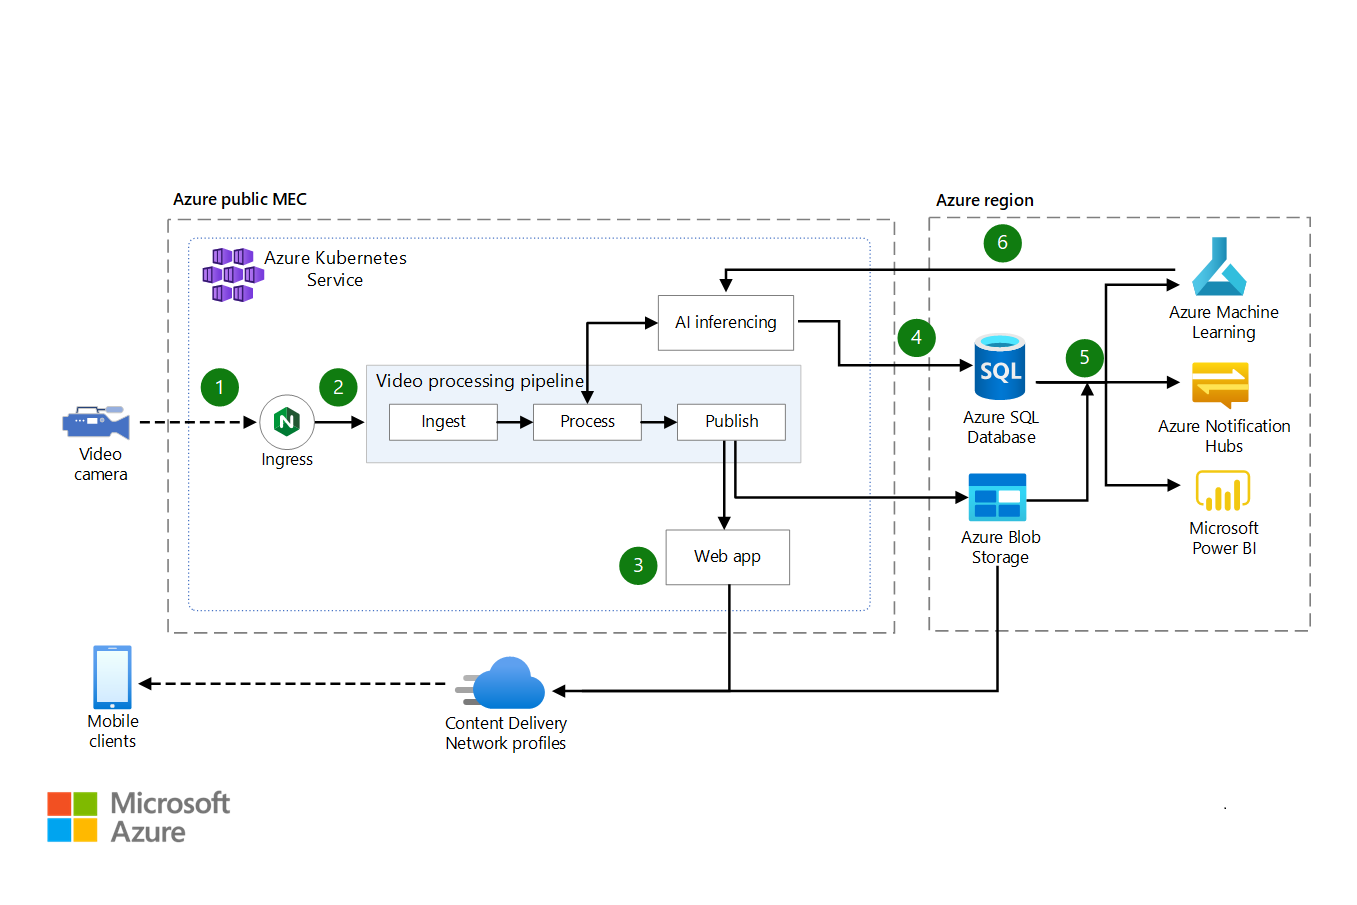 Azure public MEC
Azure region
6
Azure Kubernetes
Service
AI inferencing
Azure Machine
Learning
4
SQL
5
1
2
Video processing pipeline
Ingest
Process
Publish
N
Ingress
Video
camera
Azure SQL
Database
Azure Notification
Hubs
Azure Blob
Storage
Microsoft
Power BI
3
Web app
Mobile
clients
Content Delivery
Network profiles
Microsoft
Azure
.